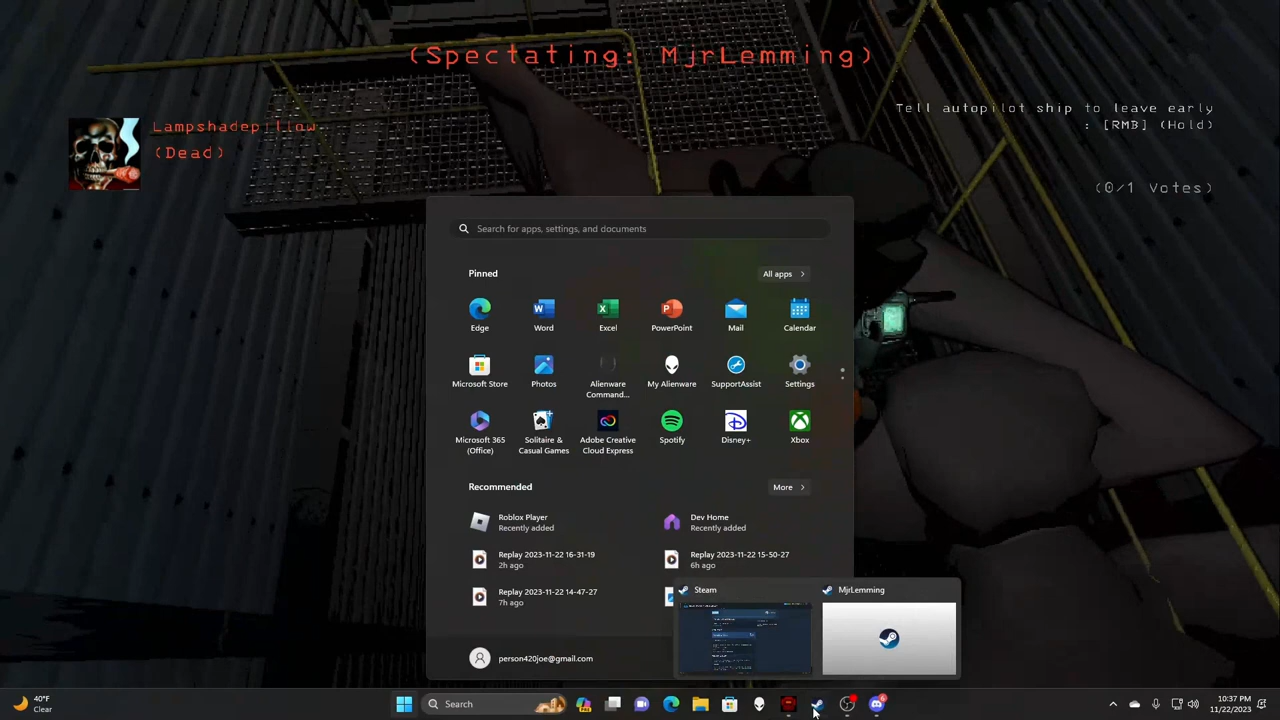 (Spectating: MjrLemming)
Lampshadepillow
(Dead)
Tell autopilot ship to leave early
: [RMB] (Hold)
(0/1 Votes)
Search for apps, settings, and documents
Pinned
All apps
Edge
Word
Excel
PowerPoint
Mail
Calendar
Microsoft Store
Photos
Alienware
Command...
My Alienware
SupportAssist
Settings
Microsoft 365
(Office)
Solitaire &
Casual Games
Adobe Creative
Cloud Express
Spotify
Disney+
Xbox
Recommended
More
Roblox Player
Recently added
Dev Home
Recently added
Replay 2023-11-22 16-31-19
2h ago
Replay 2023-11-22 15-50-27
6h ago
Replay 2023-11-22 14-47-27
7h ago
Steam
MjrLemming
person420joe@gmail.com
40°F
Clear
Search
10:37 PM
11/22/2023